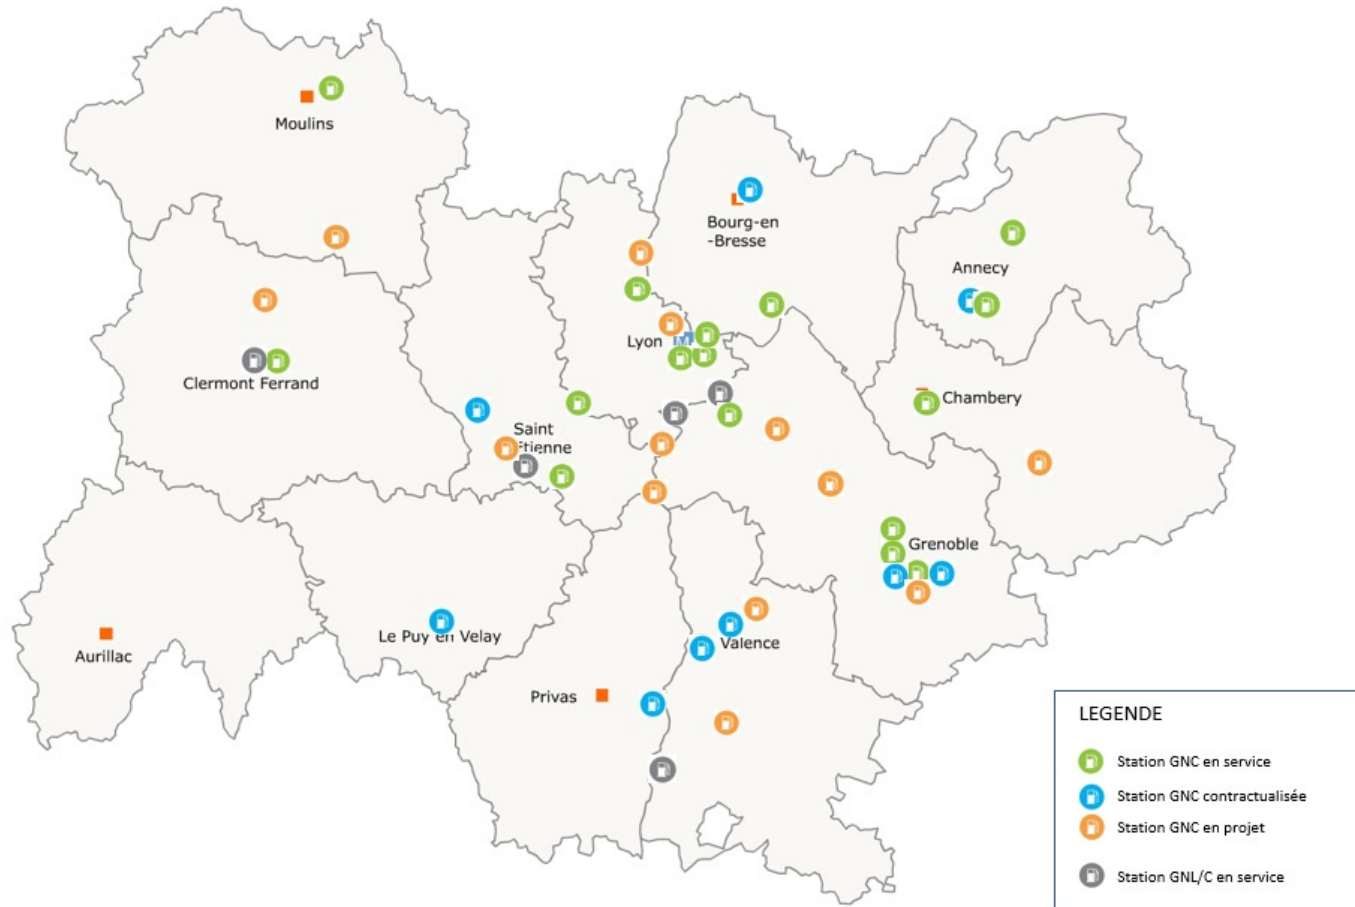 Moulins
Bourg-en
-Bresse
Annecy
Lyon
M
Clermont Ferrand
Chambery
Saint
Etienne
Grenoble
Le Puy en Velay
Valence
Aurillac
Privas
LEGENDE
Station GNC en service
Station GNC contractualisée
Station GNC en projet
Station GNL/C en service